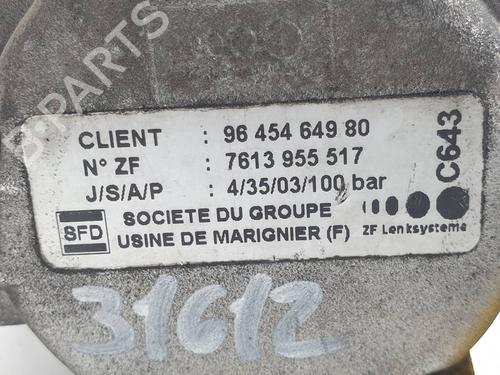 B-PARTS
CLIENT : 96 454 649 80
N° ZF : 7613 955 517
J/S/A/P : 4/35/03/100 bar
C643
SFD SOCIETE DU GROUPE
USINE DE MARIGNIER (F) ZF Lenksysteme
31612